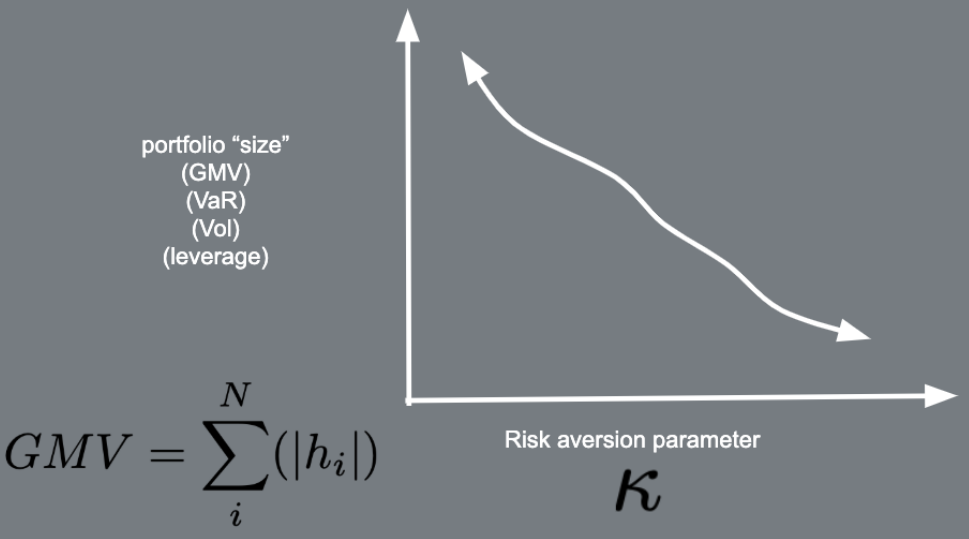 portfolio “size”
(GMV)
(VaR)
(Vol)
(leverage)
GMV = \sum_{i}^{N} (|h_i|)
Risk aversion parameter
κ